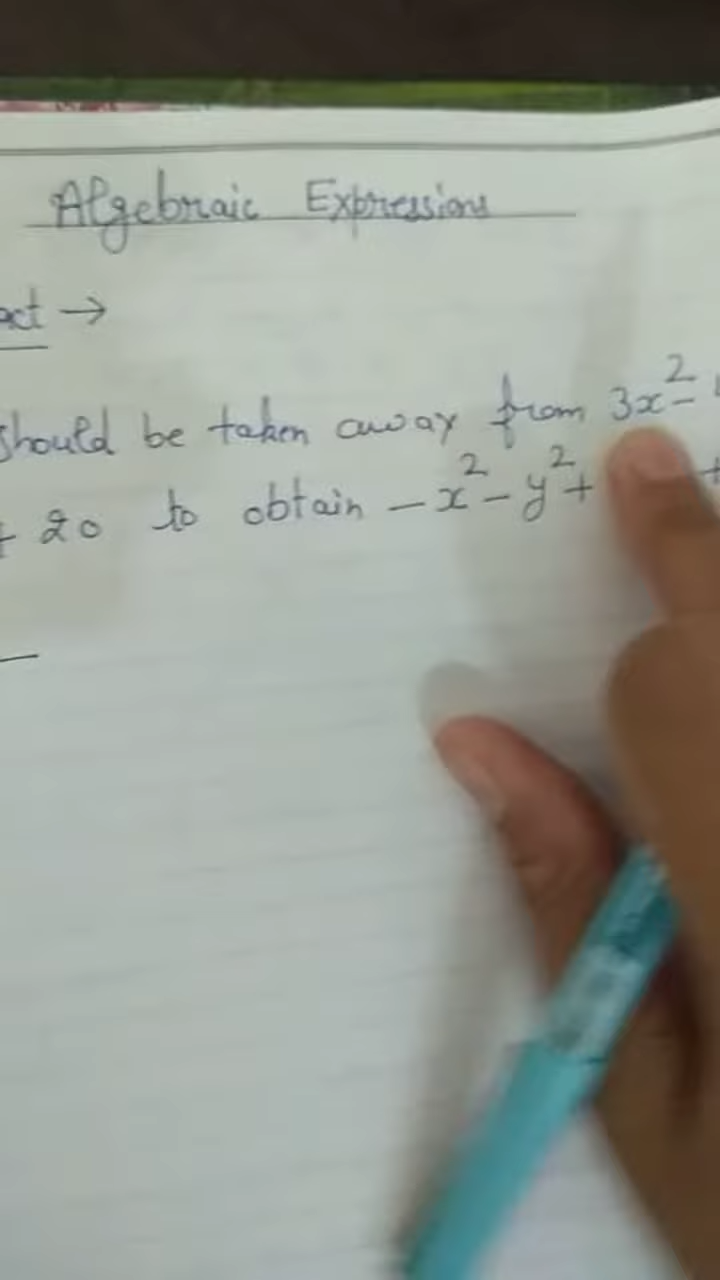 Algebraic Expressions
act →
should be taken away from 3x² -
+ 20 to obtain - x² - y² + +